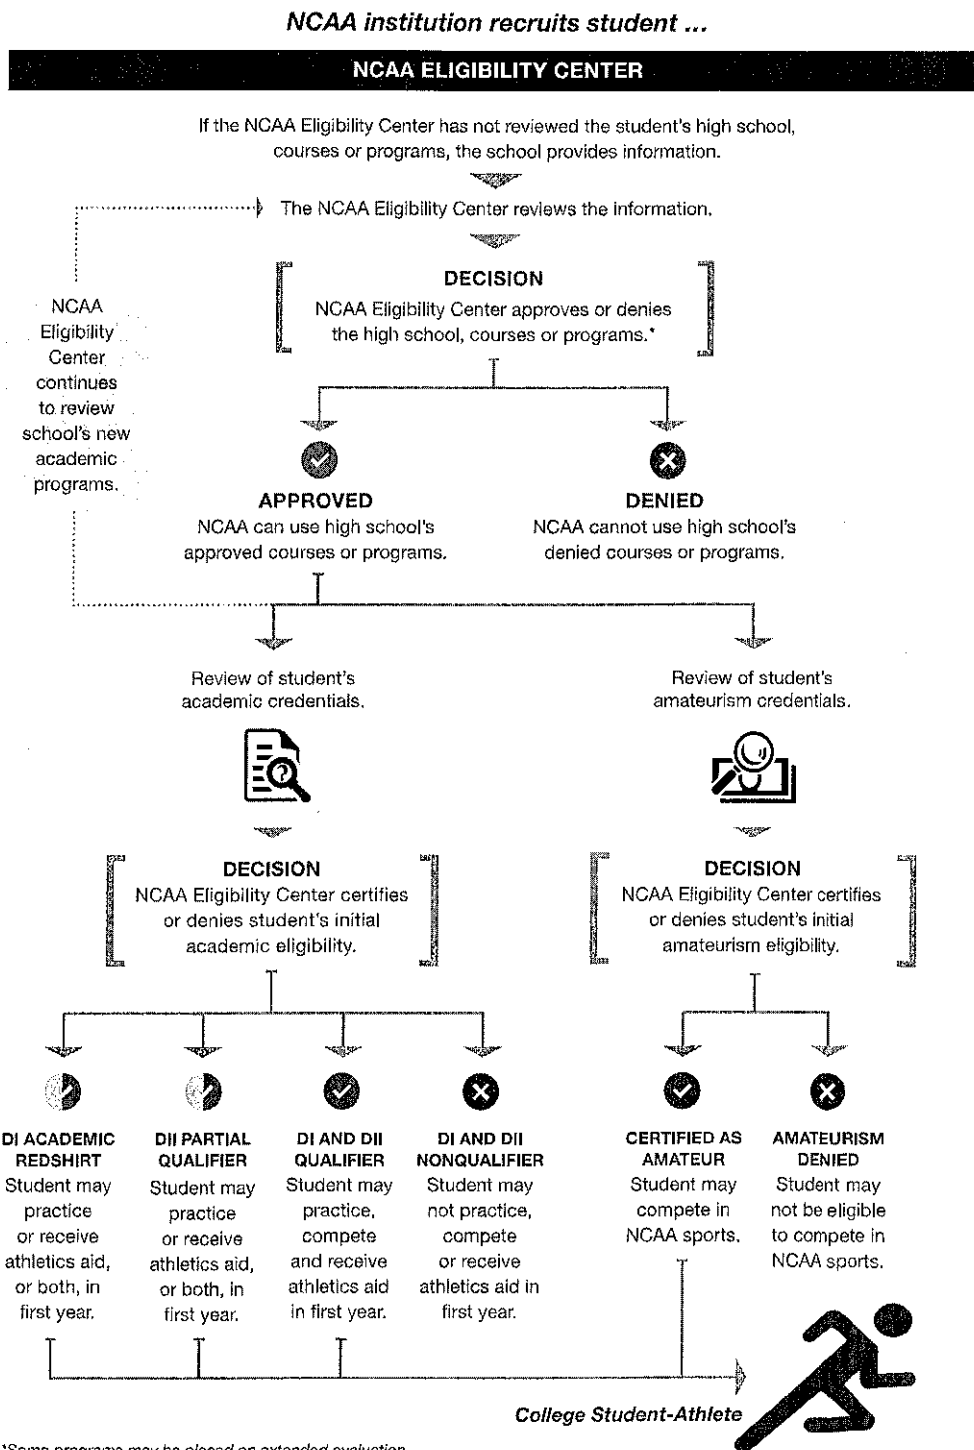 NCAA institution recruits student ...
NCAA ELIGIBILITY CENTER
If the NCAA Eligibility Center has not reviewed the student's high school,
courses or programs, the school provides information.
The NCAA Eligibility Center reviews the information.
DECISION
NCAA Eligibility Center approves or denies
the high school, courses or programs.*
NCAA
Eligibility
Center
continues
to review
school's new
academic
programs.
APPROVED
NCAA can use high school's
approved courses or programs.
DENIED
NCAA cannot use high school's
denied courses or programs.
Review of student's
academic credentials.
Review of student's
amateurism credentials.
DECISION
NCAA Eligibility Center certifies
or denies student's initial
academic eligibility.
DECISION
NCAA Eligibility Center certifies
or denies student's initial
amateurism eligibility.
DI ACADEMIC
REDSHIRT
Student may
practice
or receive
athletics aid,
or both, in
first year.
DII PARTIAL
QUALIFIER
Student may
practice
or receive
athletics aid,
or both, in
first year.
DI AND DII
QUALIFIER
Student may
practice,
compete
and receive
athletics aid
in first year.
DI AND DII
NONQUALIFIER
Student may
not practice,
compete
or receive
athletics aid in
first year.
CERTIFIED AS
AMATEUR
Student may
compete in
NCAA sports.
AMATEURISM
DENIED
Student may
not be eligible
to compete in
NCAA sports.
College Student-Athlete
*Some programs may be placed on extended evaluation.